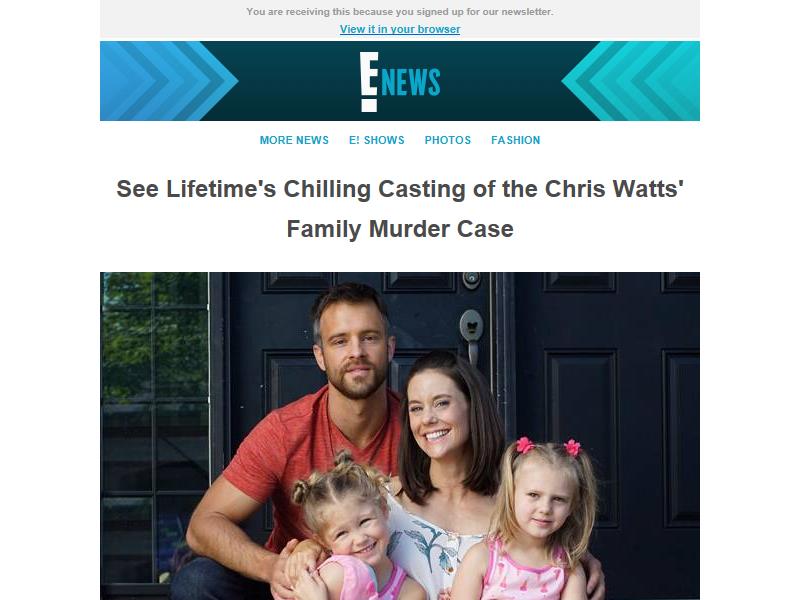 You are receiving this because you signed up for our newsletter.
View it in your browser
E! NEWS
MORE NEWS E! SHOWS PHOTOS FASHION
See Lifetime's Chilling Casting of the Chris Watts'
Family Murder Case